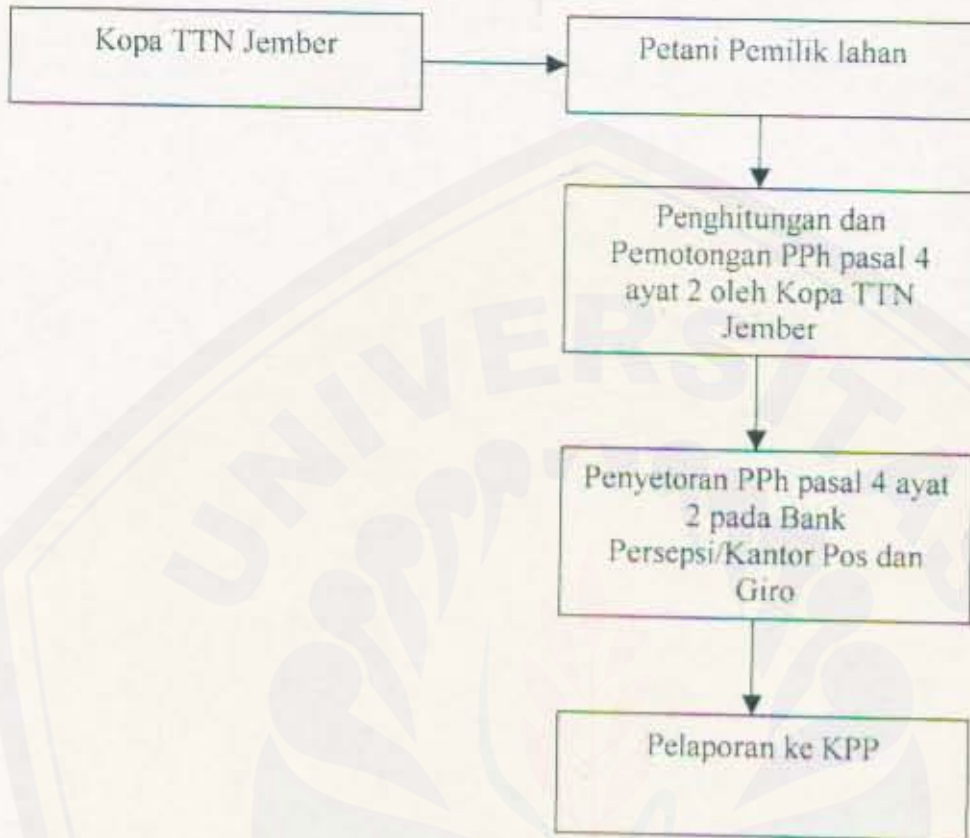 Kopa TTN Jember
Petani Pemilik lahan
Penghitungan dan
Pemotongan PPh pasal 4
ayat 2 oleh Kopa TTN
Jember
Penyetoran PPh pasal 4 ayat
2 pada Bank
Persepsi/Kantor Pos dan
Giro
Pelaporan ke KPP
UNIVERSITAS